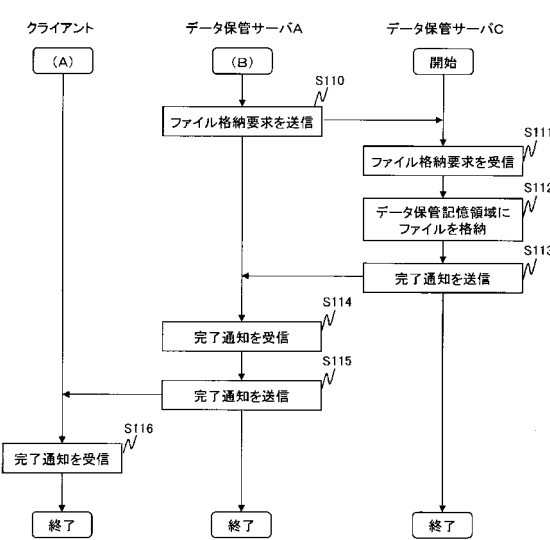 クライアント
データ保管サーバA
データ保管サーバC
(A)
(B)
開始
S110
ファイル格納要求を送信
S111
ファイル格納要求を受信
S112
データ保管記憶領域に
ファイルを格納
S113
完了通知を送信
S114
完了通知を受信
S115
完了通知を送信
S116
完了通知を受信
終了
終了
終了